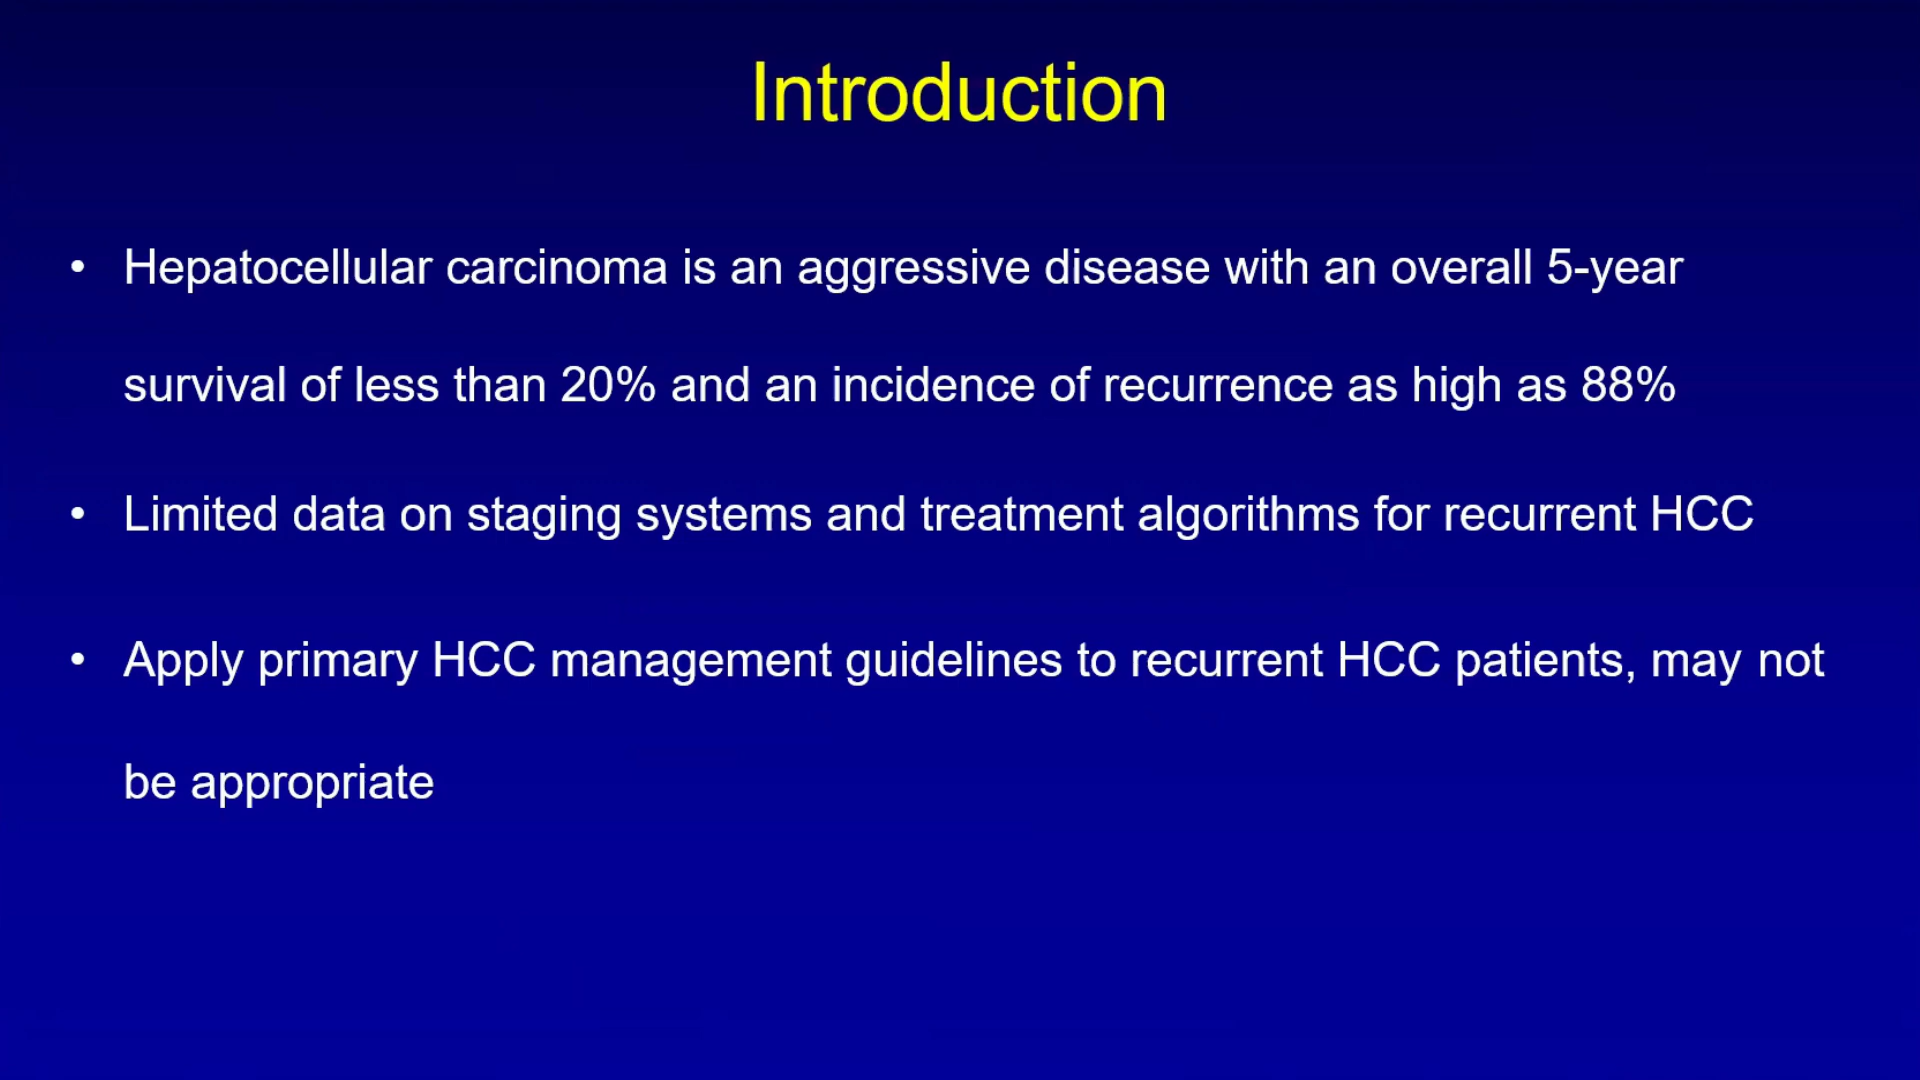 Introduction
• Hepatocellular carcinoma is an aggressive disease with an overall 5-year
survival of less than 20% and an incidence of recurrence as high as 88%
• Limited data on staging systems and treatment algorithms for recurrent HCC
• Apply primary HCC management guidelines to recurrent HCC patients, may not
be appropriate